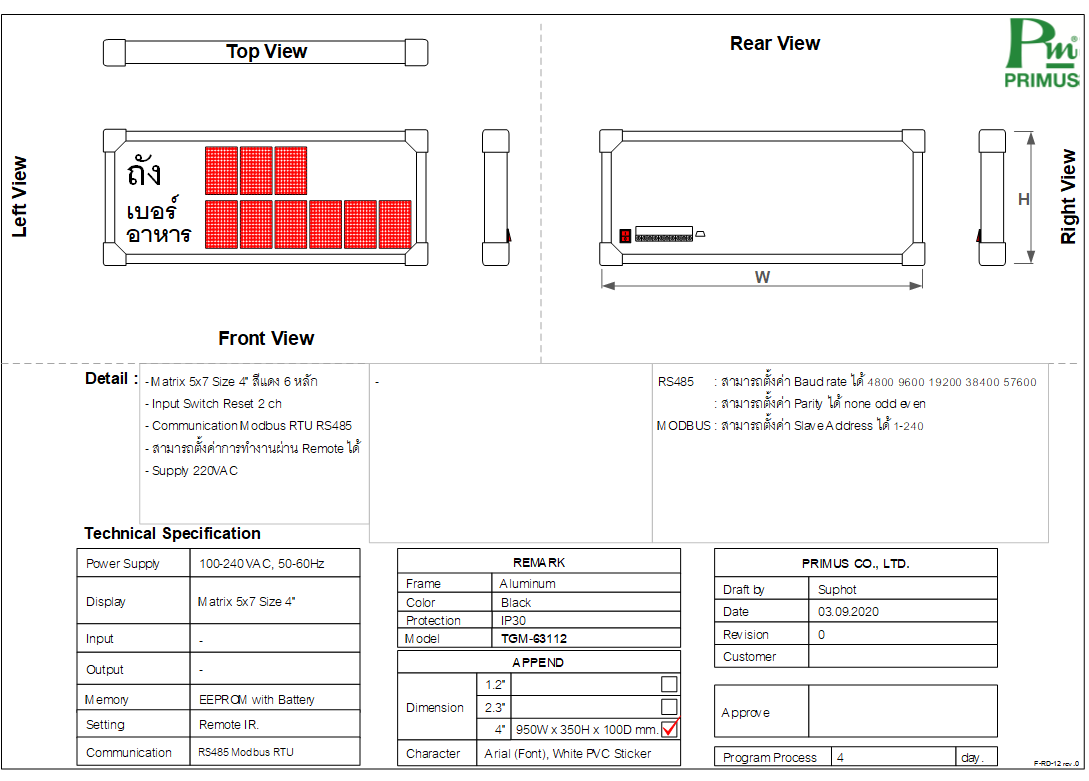 Top View
Rear View
Pm®
PRIMUS
Left View
ถัง
เบอร์
อาหาร
Right View
H
W
Front View
Detail :
- Matrix 5x7 Size 4" สีแดง 6 หลัก
- Input Switch Reset 2 ch
- Communication Modbus RTU RS485
- สามารถตั้งค่าการทำงานผ่าน Remote ได้
- Supply 220VAC
-
RS485 : สามารถตั้งค่า Baud rate ได้ 4800 9600 19200 38400 57600
: สามารถตั้งค่า Parity ได้ none odd even
MODBUS : สามารถตั้งค่า Slave Address ได้ 1-240
Technical Specification
Power Supply 100-240VAC, 50-60Hz
Display Matrix 5x7 Size 4"
Input -
Output -
Memory EEPROM with Battery
Setting Remote IR.
Communication RS485 Modbus RTU
REMARK
Frame Aluminum
Color Black
Protection IP30
Model TGM-63112
APPEND
Dimension
1.2"
2.3"
4" 950W x 350H x 100D mm.
Character Arial (Font), White PVC Sticker
PRIMUS CO., LTD.
Draft by Suphot
Date 03.09.2020
Revision 0
Customer
Approve
Program Process 4 day.
F-RD-12 rev.0